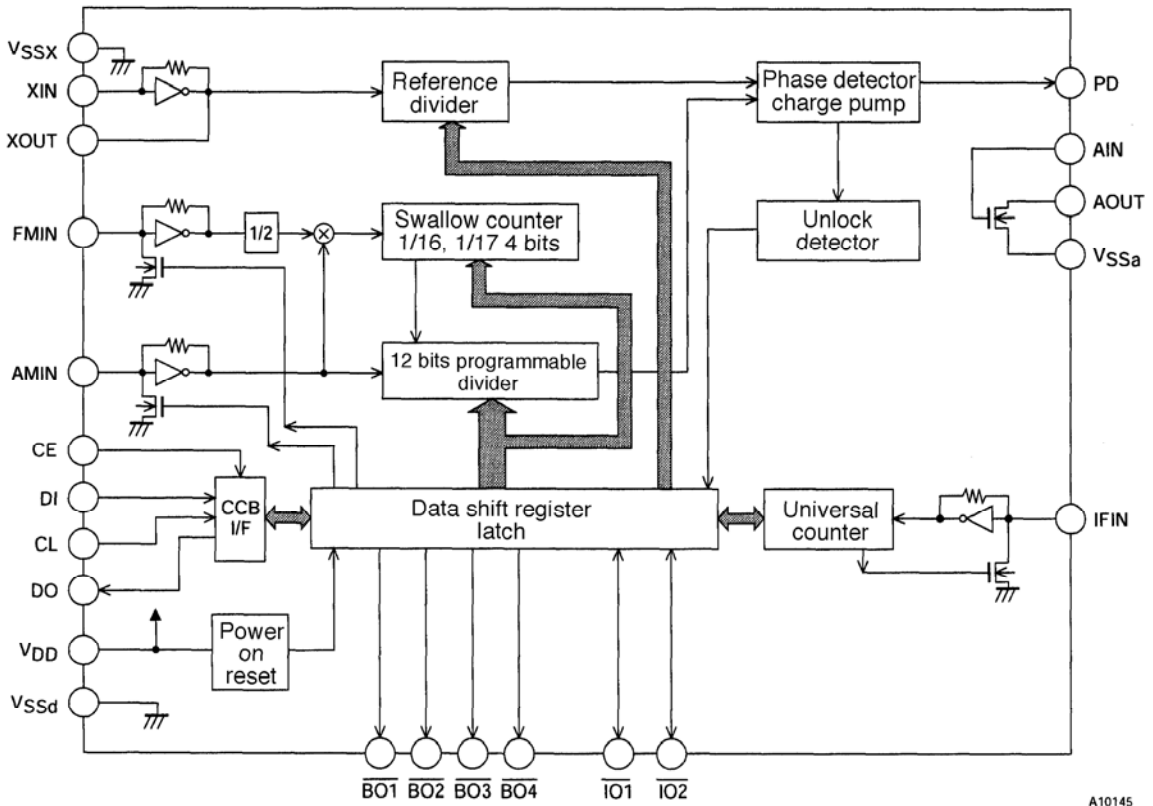 VSSX
XIN
XOUT
FMIN
AMIN
CE
DI
CL
DO
VDD
VSSd
Reference
divider
Phase detector
charge pump
PD
AIN
AOUT
VSSa
1/2
Swallow counter
1/16, 1/17 4 bits
Unlock
detector
12 bits programmable
divider
CCB
I/F
Data shift register
latch
Universal
counter
IFIN
Power
on
reset
BO1
BO2
BO3
BO4
IO1
IO2
A10145